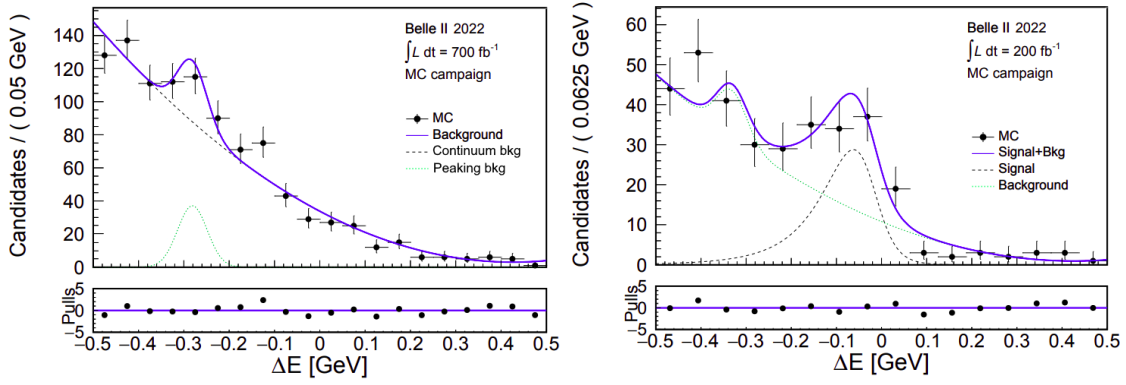 Candidates / ( 0.05 GeV )
140
120
100
80
60
40
20
0
Belle II 2022
∫L dt = 700 fb⁻¹
MC campaign
MC
Background
Continuum bkg
Peaking bkg
Pulls
5
0
−5
−0.5 −0.4 −0.3 −0.2 −0.1 0 0.1 0.2 0.3 0.4 0.5
ΔE [GeV]
Candidates / ( 0.0625 GeV )
60
50
40
30
20
10
0
Belle II 2022
∫L dt = 200 fb⁻¹
MC campaign
MC
Signal+Bkg
Signal
Background
Pulls
5
0
−5
−0.5 −0.4 −0.3 −0.2 −0.1 0 0.1 0.2 0.3 0.4 0.5
ΔE [GeV]